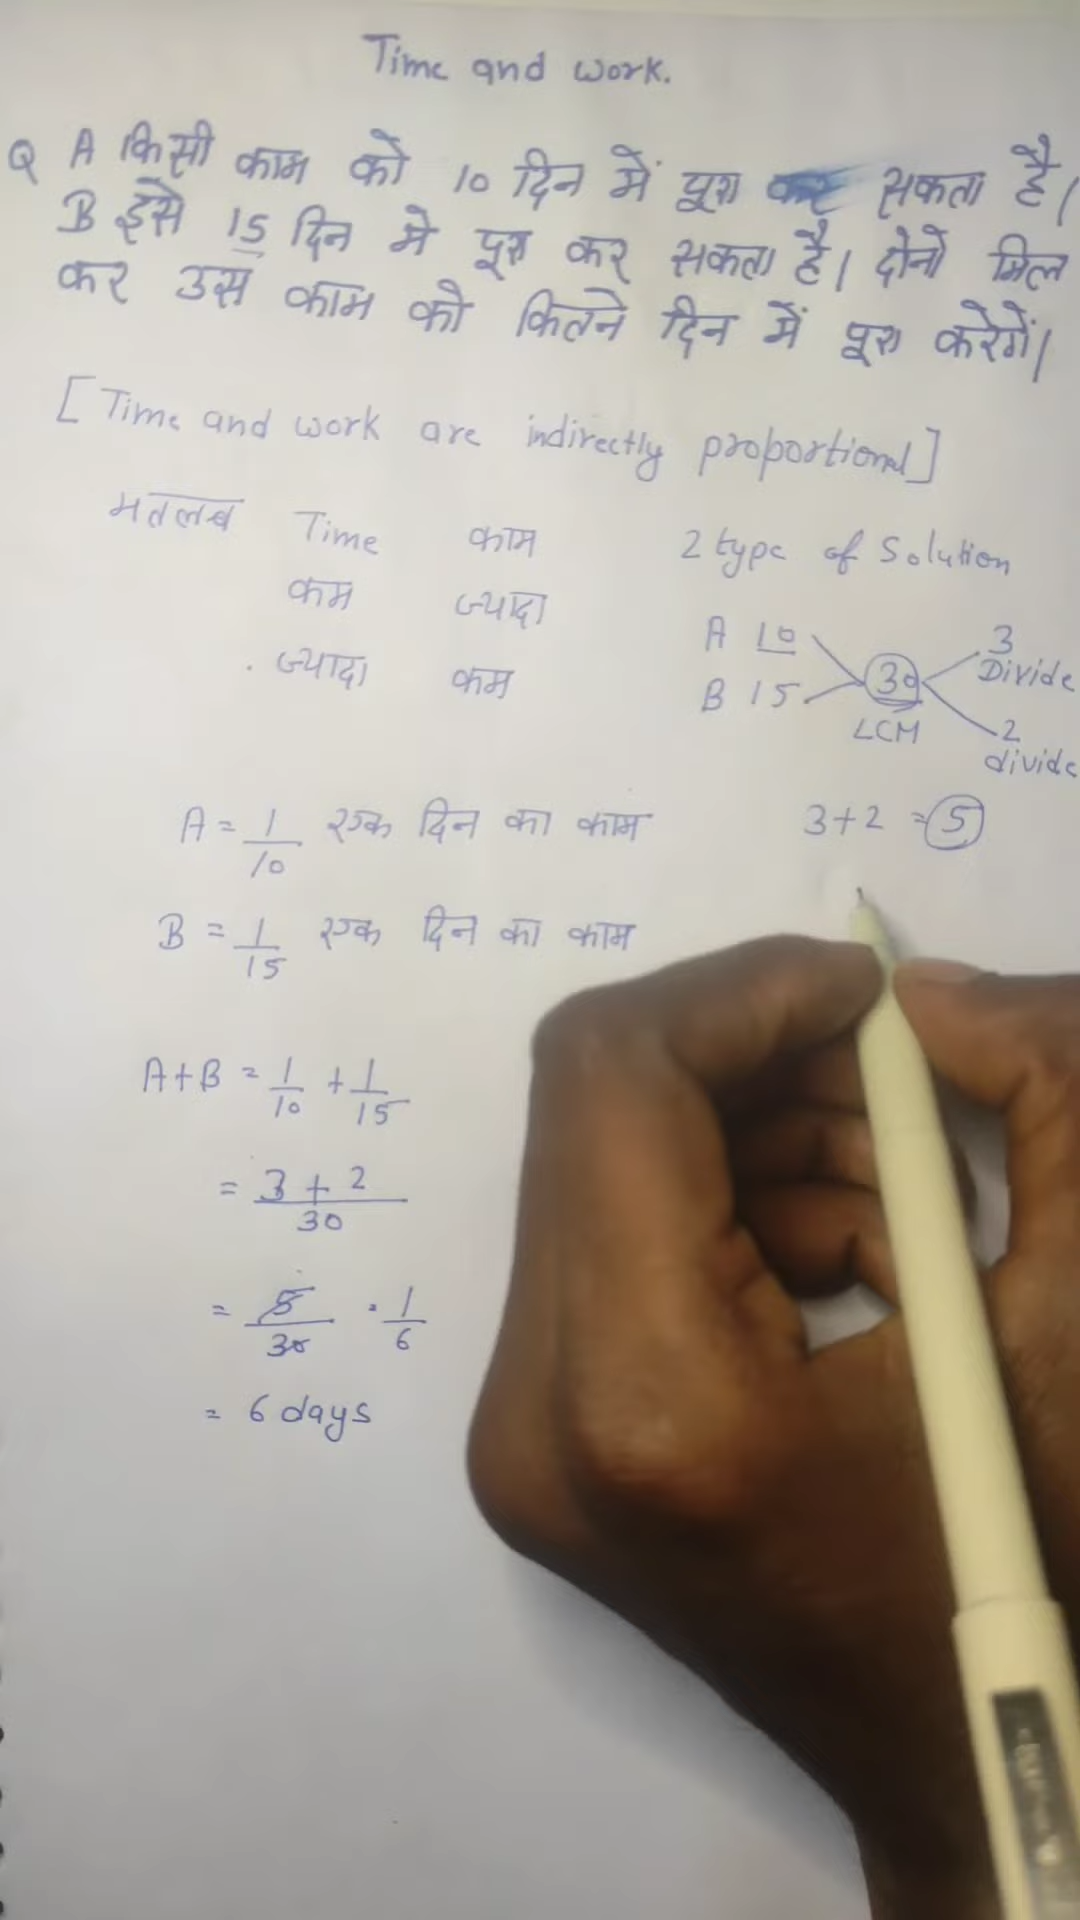 Time and work.
Q A किसी काम को 10 दिन में पूरा कर सकता है।
B इसे 15 दिन मे पूरा कर सकता है। दोनो मिल
कर उस काम को कितने दिन में पूरा करेगें।
[Time and work are indirectly proportional]
मतलब Time काम
कम ज्यादा
ज्यादा कम
2 type of Solution
A 10
B 15
30
LCM
3
Divide
2
divide
3+2 = 5
A = 1/10 एक दिन का काम
B = 1/15 एक दिन का काम
A+B = 1/10 + 1/15
= 3 + 2 / 30
= 5/30 = 1/6
= 6 days